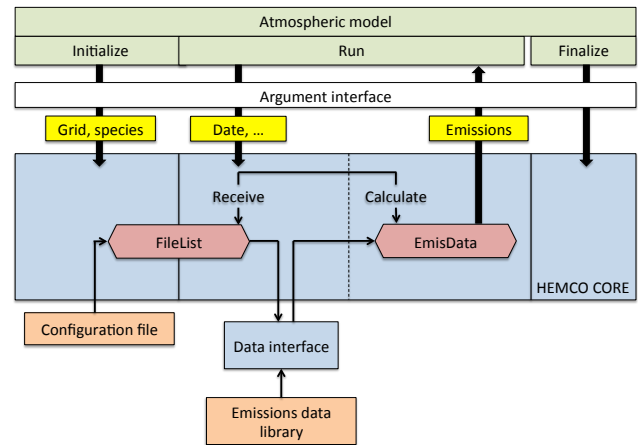 Atmospheric model
Initialize
Run
Finalize
Argument interface
Grid, species
Date, ...
Emissions
Receive
Calculate
FileList
EmisData
HEMCO CORE
Configuration file
Data interface
Emissions data
library